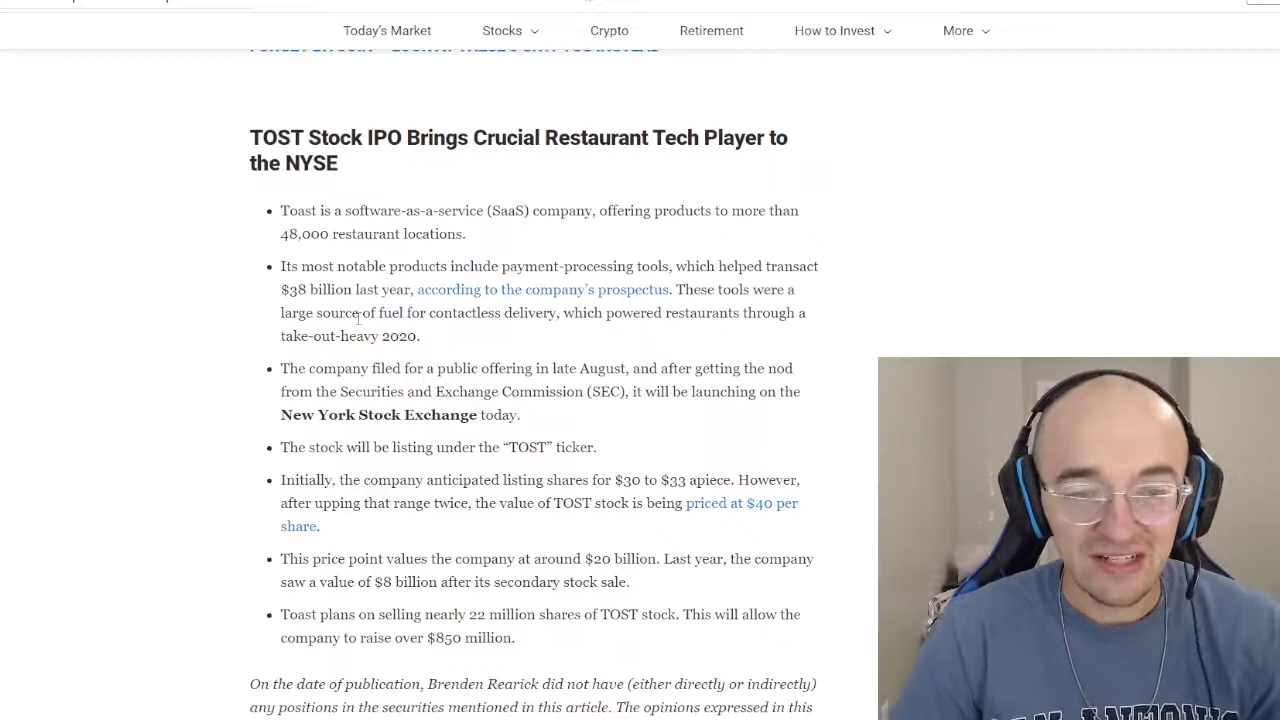 Today's Market Stocks Crypto Retirement How to Invest More
TOST Stock IPO Brings Crucial Restaurant Tech Player to
the NYSE
• Toast is a software-as-a-service (SaaS) company, offering products to more than
48,000 restaurant locations.
• Its most notable products include payment-processing tools, which helped transact
$38 billion last year, according to the company's prospectus. These tools were a
large source of fuel for contactless delivery, which powered restaurants through a
take-out-heavy 2020.
• The company filed for a public offering in late August, and after getting the nod
from the Securities and Exchange Commission (SEC), it will be launching on the
New York Stock Exchange today.
• The stock will be listing under the “TOST” ticker.
• Initially, the company anticipated listing shares for $30 to $33 apiece. However,
after upping that range twice, the value of TOST stock is being priced at $40 per
share.
• This price point values the company at around $20 billion. Last year, the company
saw a value of $8 billion after its secondary stock sale.
• Toast plans on selling nearly 22 million shares of TOST stock. This will allow the
company to raise over $850 million.
On the date of publication, Brenden Rearick did not have (either directly or indirectly)
any positions in the securities mentioned in this article. The opinions expressed in this